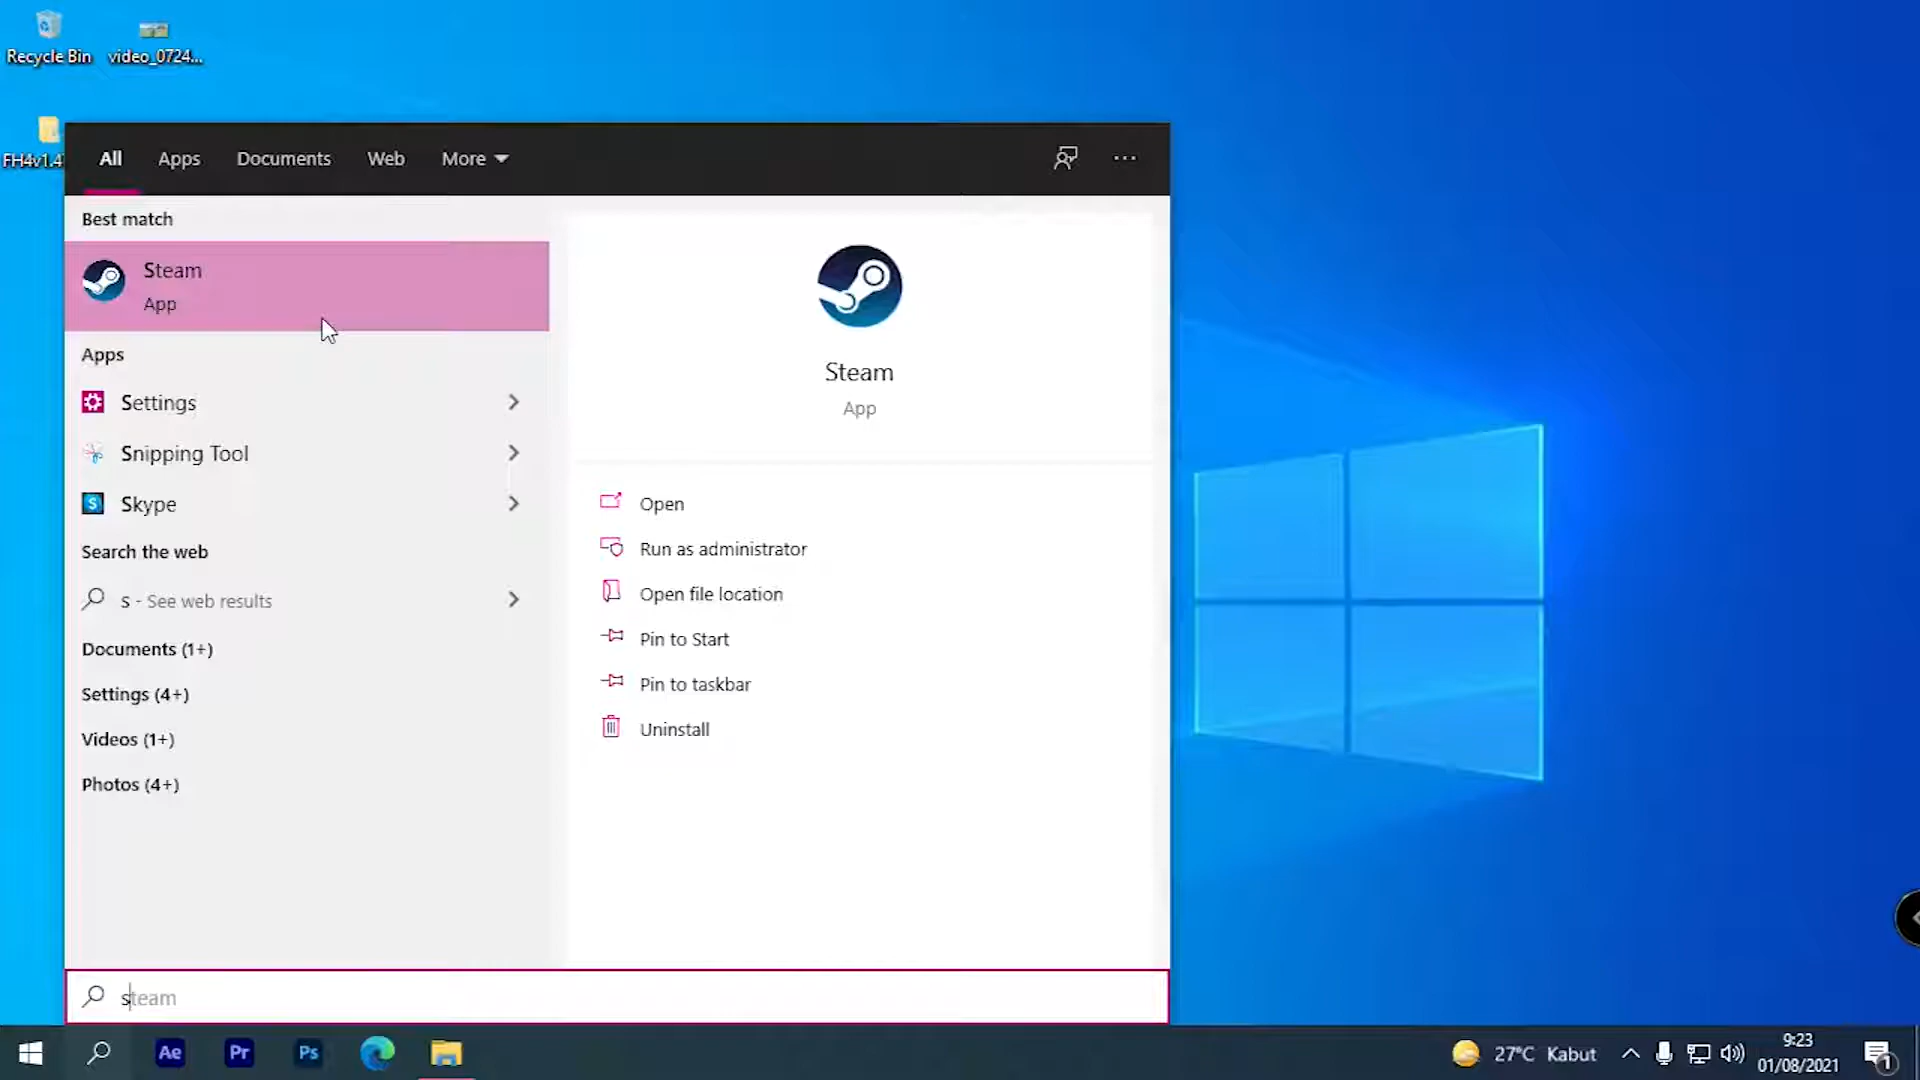 Recycle Bin
video_0724...
FH4v1.4
All Apps Documents Web More
Best match
Steam
App
Apps
Settings
Snipping Tool
Skype
Search the web
s - See web results
Documents (1+)
Settings (4+)
Videos (1+)
Photos (4+)
Steam
App
Open
Run as administrator
Open file location
Pin to Start
Pin to taskbar
Uninstall
steam
Ae Pr Ps
27°C Kabut
9:23
01/08/2021
1